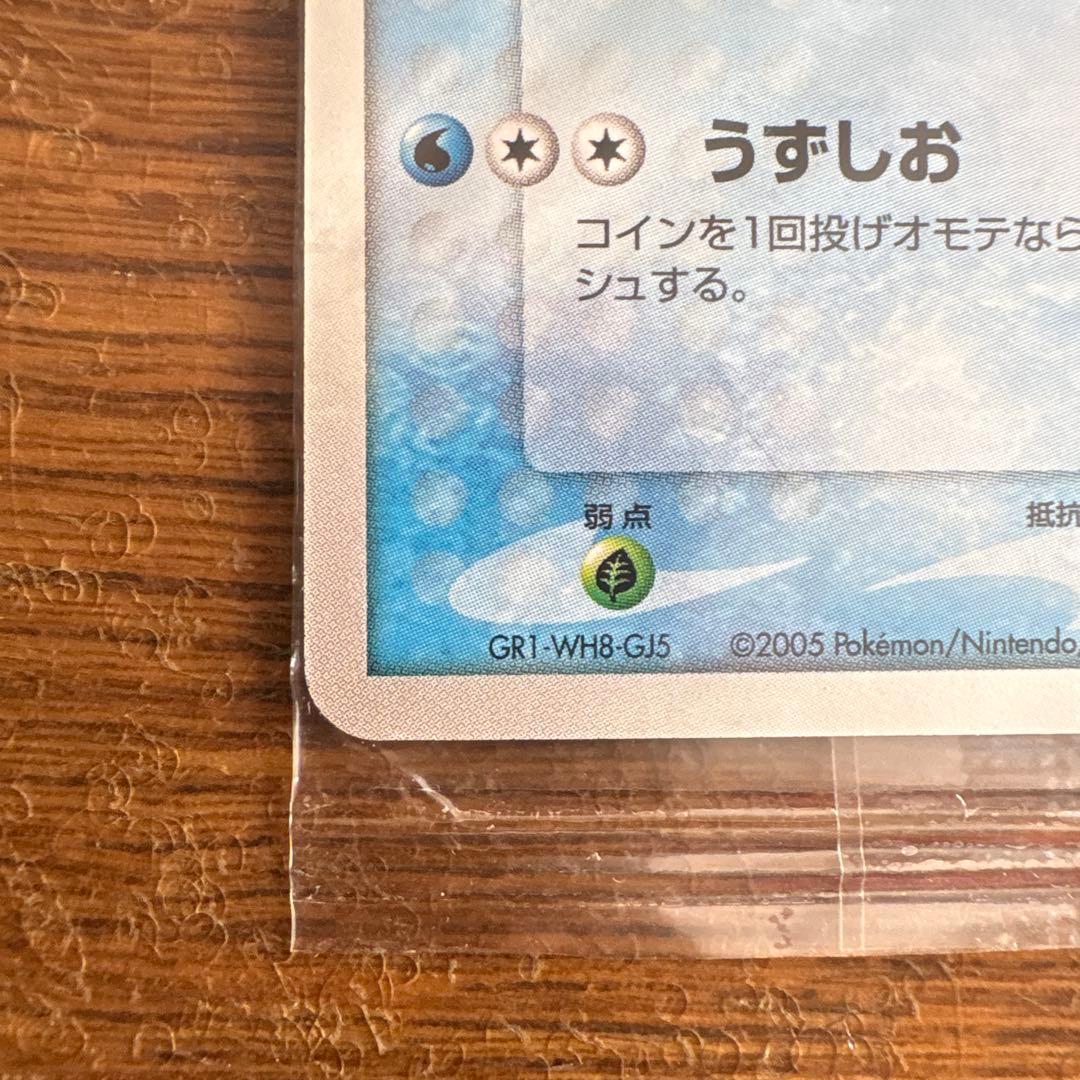 うずしお
コインを1回投げオモテなら
シュする。
弱点
抵抗
GR1-WH8-GJ5 ©2005 Pokémon/Nintendo